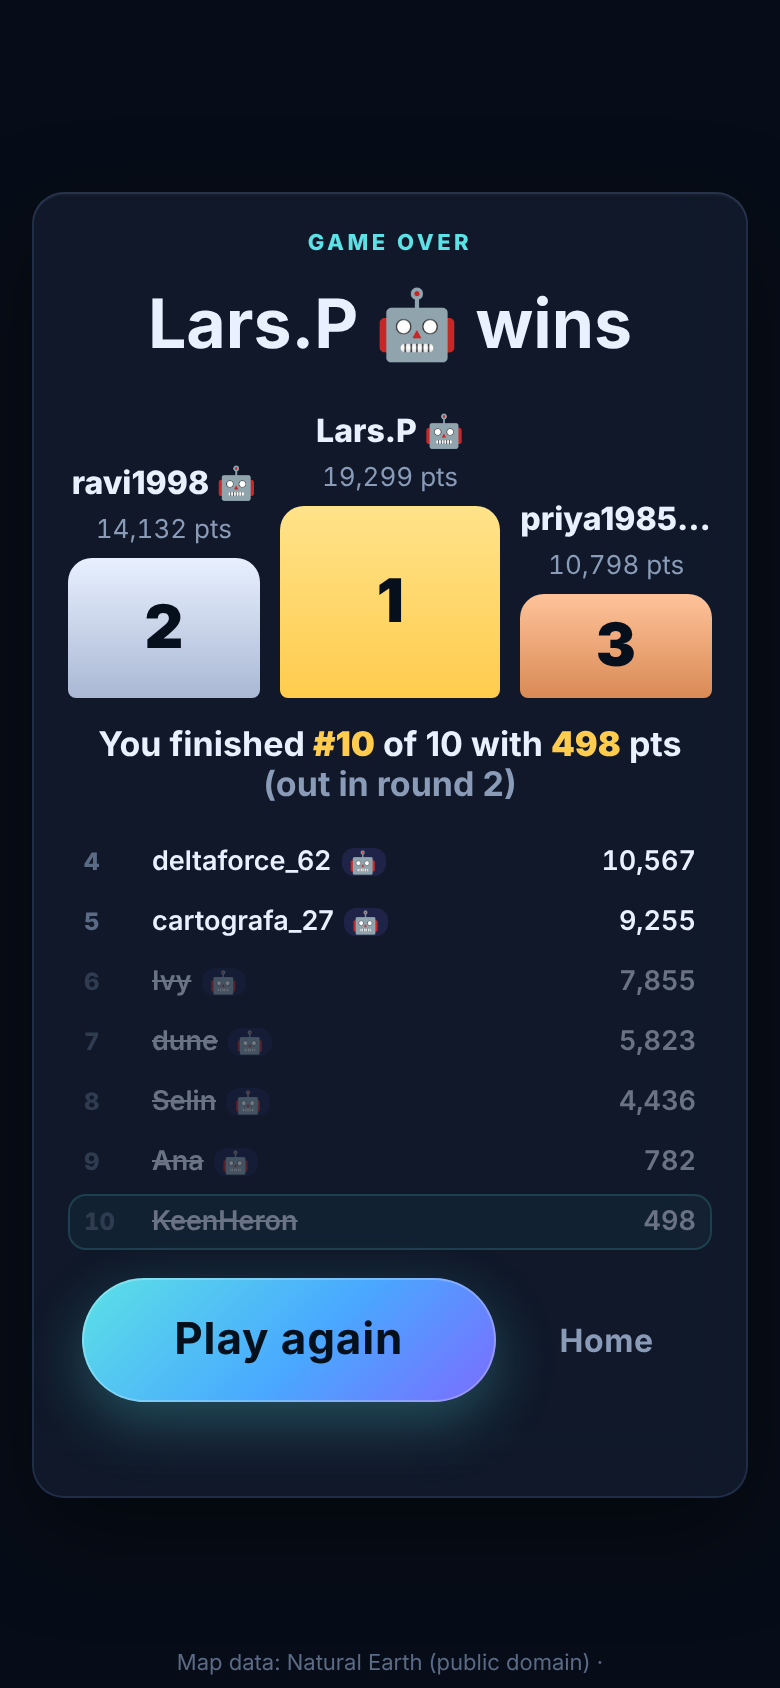 GAME OVER
Lars.P 🤖 wins
Lars.P 🤖
19,299 pts
ravi1998 🤖
14,132 pts
priya1985...
10,798 pts
2
1
3
You finished #10 of 10 with 498 pts
(out in round 2)
4 deltaforce_62 🤖 10,567
5 cartografa_27 🤖 9,255
6 Ivy 🤖 7,855
7 dune 🤖 5,823
8 Selin 🤖 4,436
9 Ana 🤖 782
10 KeenHeron 498
Play again
Home
Map data: Natural Earth (public domain) ·